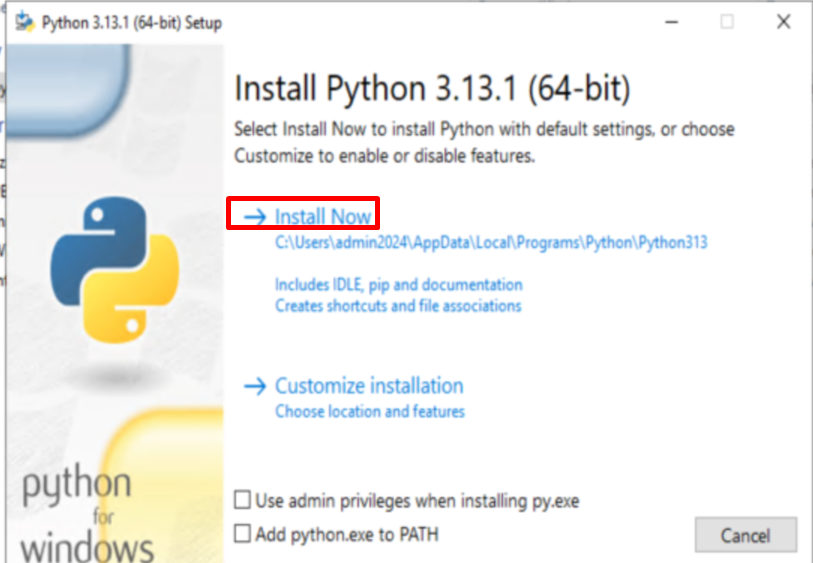 Python 3.13.1 (64-bit) Setup
Install Python 3.13.1 (64-bit)
Select Install Now to install Python with default settings, or choose
Customize to enable or disable features.
Install Now
C:\Users\admin2024\AppData\Local\Programs\Python\Python313
Includes IDLE, pip and documentation
Creates shortcuts and file associations
Customize installation
Choose location and features
python
for
windows
Use admin privileges when installing py.exe
Add python.exe to PATH
Cancel